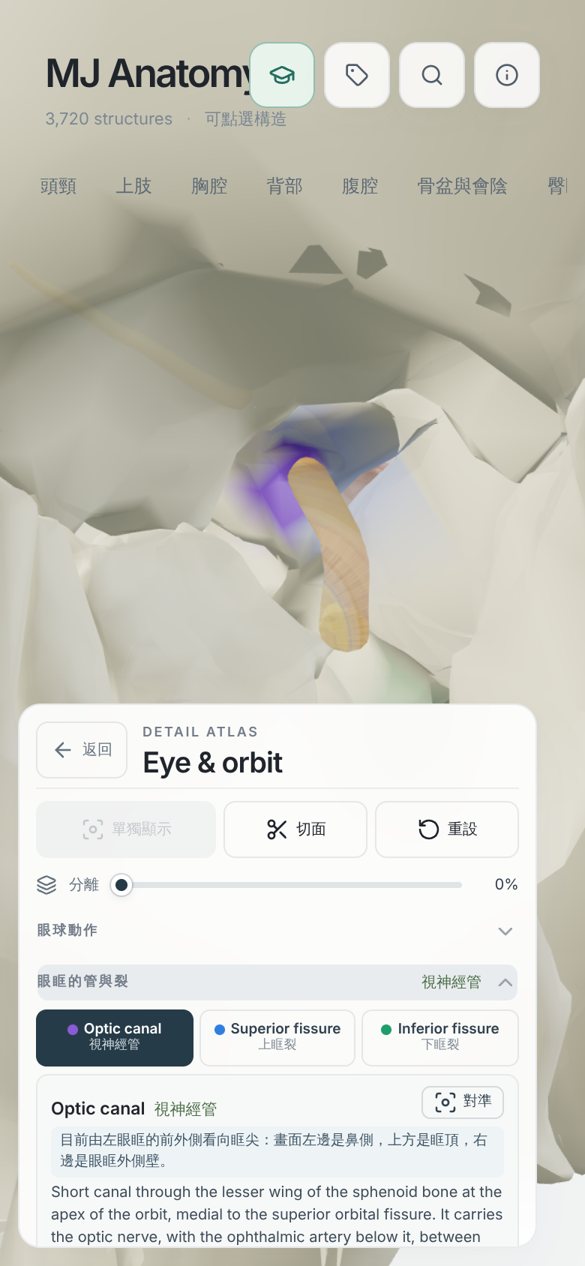 MJ Anatomy
3,720 structures · 可點選構造
頭頸 上肢 胸腔 背部 腹腔 骨盆與會陰
返回
DETAIL ATLAS
Eye & orbit
單獨顯示 切面 重設
分離 0%
眼球動作
眼眶的管與裂 視神經管
Optic canal
視神經管
Superior fissure
上眶裂
Inferior fissure
下眶裂
Optic canal 視神經管 對準
目前由左眼眶的前外側看向眶尖：畫面左邊是鼻側，上方是眶頂，右
邊是眼眶外側壁。
Short canal through the lesser wing of the sphenoid bone at the
apex of the orbit, medial to the superior orbital fissure. It carries
the optic nerve, with the ophthalmic artery below it, between